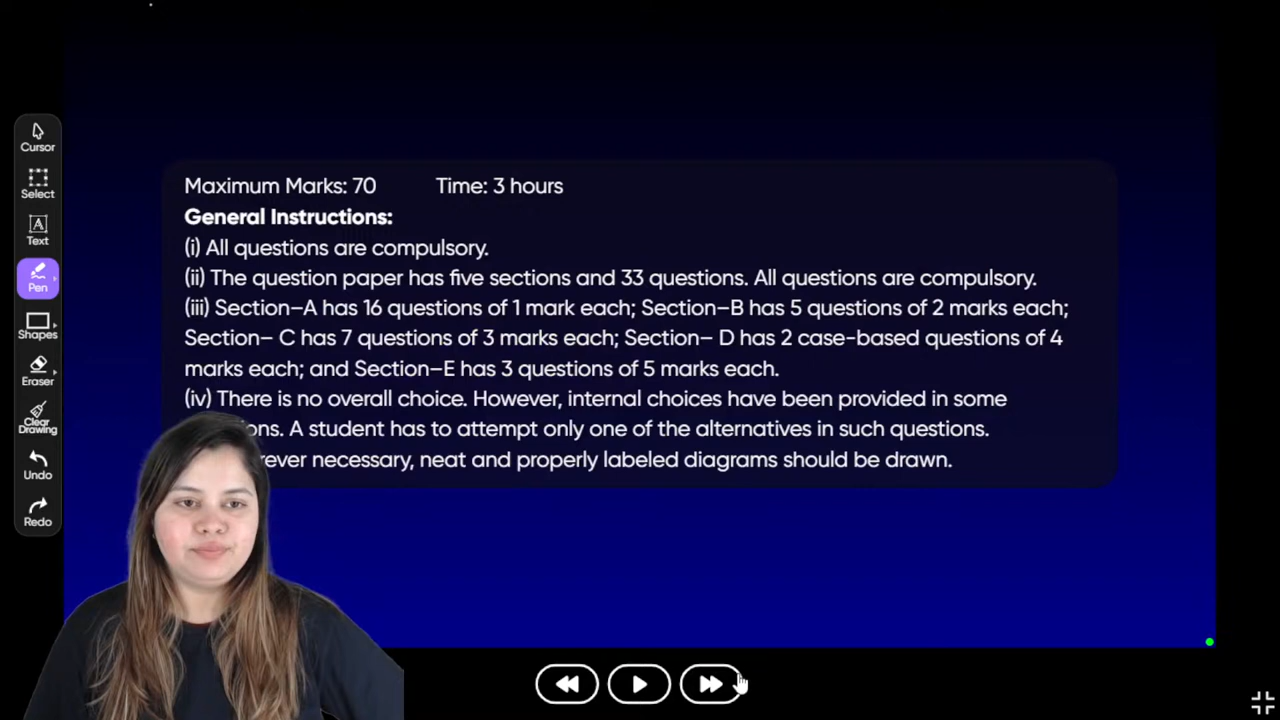 Maximum Marks: 70 Time: 3 hours
General Instructions:
(i) All questions are compulsory.
(ii) The question paper has five sections and 33 questions. All questions are compulsory.
(iii) Section–A has 16 questions of 1 mark each; Section–B has 5 questions of 2 marks each;
Section– C has 7 questions of 3 marks each; Section– D has 2 case-based questions of 4
marks each; and Section–E has 3 questions of 5 marks each.
(iv) There is no overall choice. However, internal choices have been provided in some
A student has to attempt only one of the alternatives in such questions.
necessary, neat and properly labeled diagrams should be drawn.
Cursor
Select
Text
Pen
Shapes
Eraser
Clear
Drawing
Undo
Redo